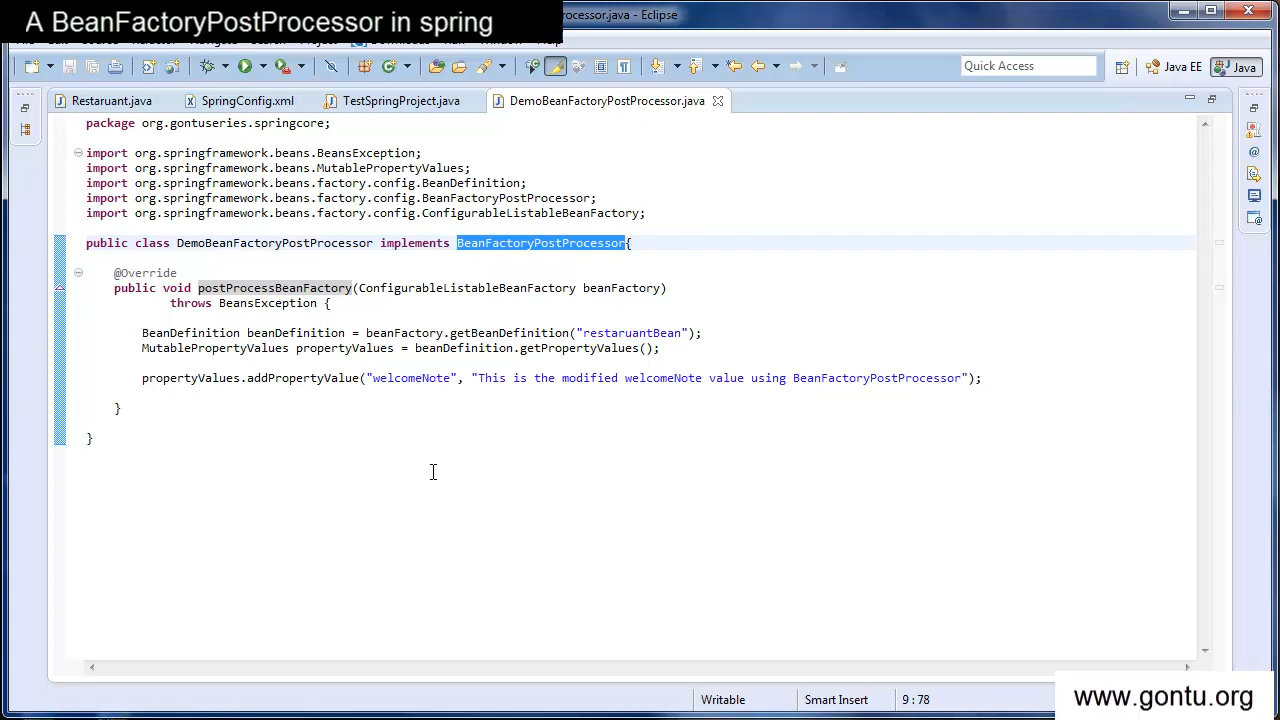 A BeanFactoryPostProcessor in spring
ocessor.java - Eclipse
Quick Access
Java EE
Java
Restaruant.java
SpringConfig.xml
TestSpringProject.java
DemoBeanFactoryPostProcessor.java
package org.gontuseries.springcore;
import org.springframework.beans.BeansException;
import org.springframework.beans.MutablePropertyValues;
import org.springframework.beans.factory.config.BeanDefinition;
import org.springframework.beans.factory.config.BeanFactoryPostProcessor;
import org.springframework.beans.factory.config.ConfigurableListableBeanFactory;
public class DemoBeanFactoryPostProcessor implements BeanFactoryPostProcessor{
@Override
public void postProcessBeanFactory(ConfigurableListableBeanFactory beanFactory)
throws BeansException {
BeanDefinition beanDefinition = beanFactory.getBeanDefinition("restaruantBean");
MutablePropertyValues propertyValues = beanDefinition.getPropertyValues();
propertyValues.addPropertyValue("welcomeNote", "This is the modified welcomeNote value using BeanFactoryPostProcessor");
}
}
Writable
Smart Insert
9 : 78
www.gontu.org